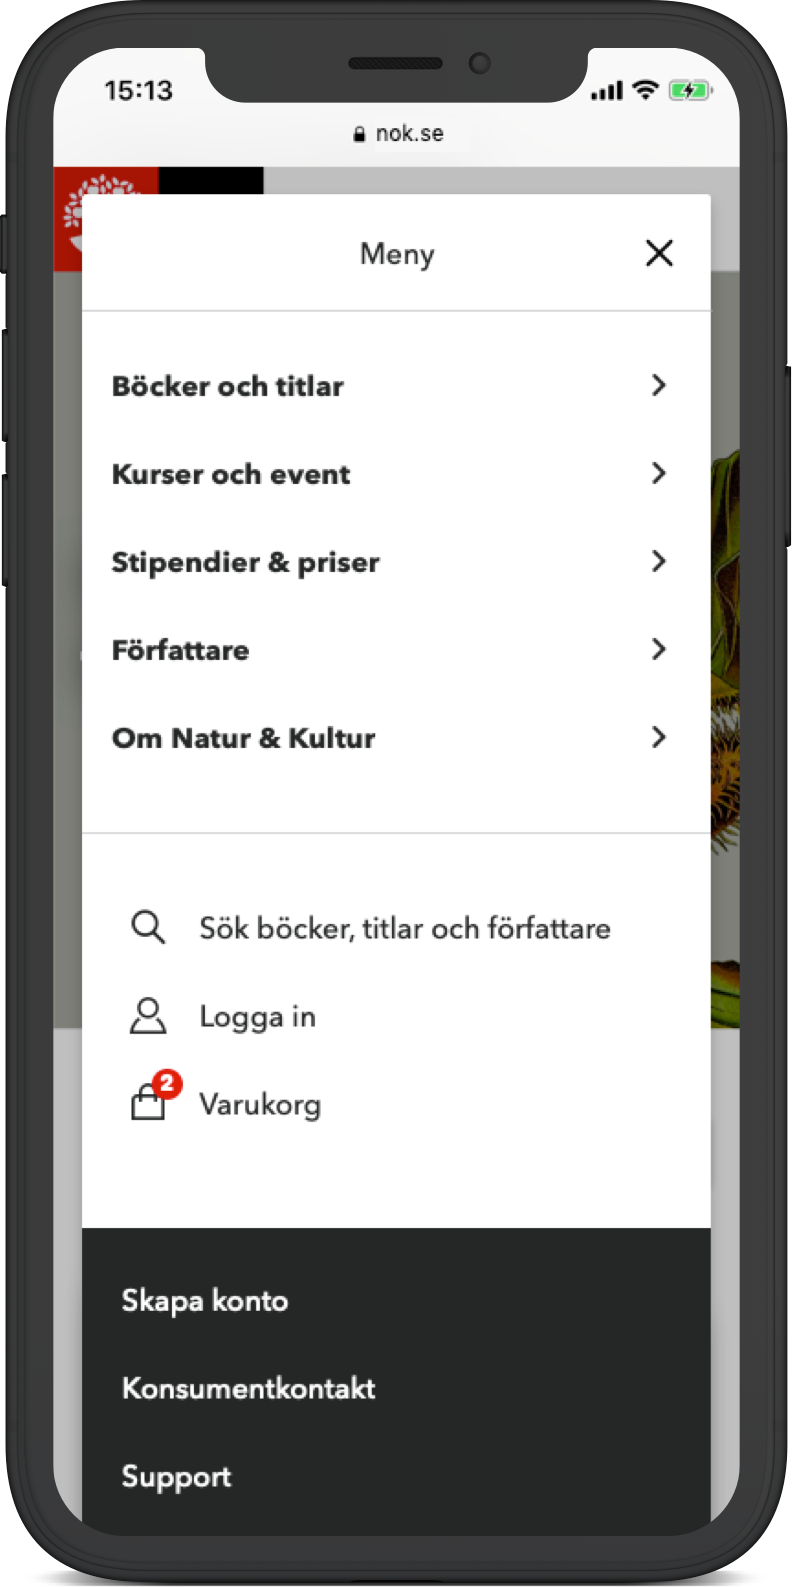 15:13
nok.se
Meny
Böcker och titlar
Kurser och event
Stipendier & priser
Författare
Om Natur & Kultur
Sök böcker, titlar och författare
Logga in
2
Varukorg
Skapa konto
Konsumentkontakt
Support